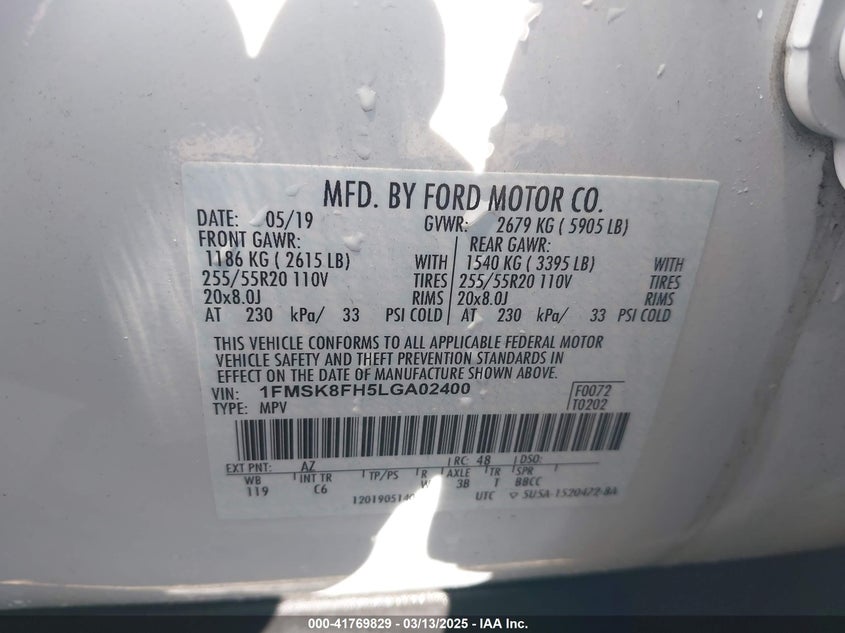 MFD. BY FORD MOTOR CO.
DATE: 05/19 GVWR: 2679 KG ( 5905 LB)
FRONT GAWR: REAR GAWR:
1186 KG ( 2615 LB) WITH 1540 KG ( 3395 LB) WITH
255/55R20 110V TIRES 255/55R20 110V TIRES
20x8.0J RIMS 20x8.0J RIMS
AT 230 kPa/ 33 PSI COLD AT 230 kPa/ 33 PSI COLD
THIS VEHICLE CONFORMS TO ALL APPLICABLE FEDERAL MOTOR
VEHICLE SAFETY AND THEFT PREVENTION STANDARDS IN
EFFECT ON THE DATE OF MANUFACTURE SHOWN ABOVE.
VIN: 1FMSK8FH5LGA02400 F0072
TYPE: MPV T0202
EXT PNT: AZ RC: 48 DSO:
WB INT TR TP/PS R AXLE TR SPR
119 C6 W 3B T BBCC
UTC 5U5A-1520472-BA
000-41769829 - 03/13/2025 - IAA Inc.